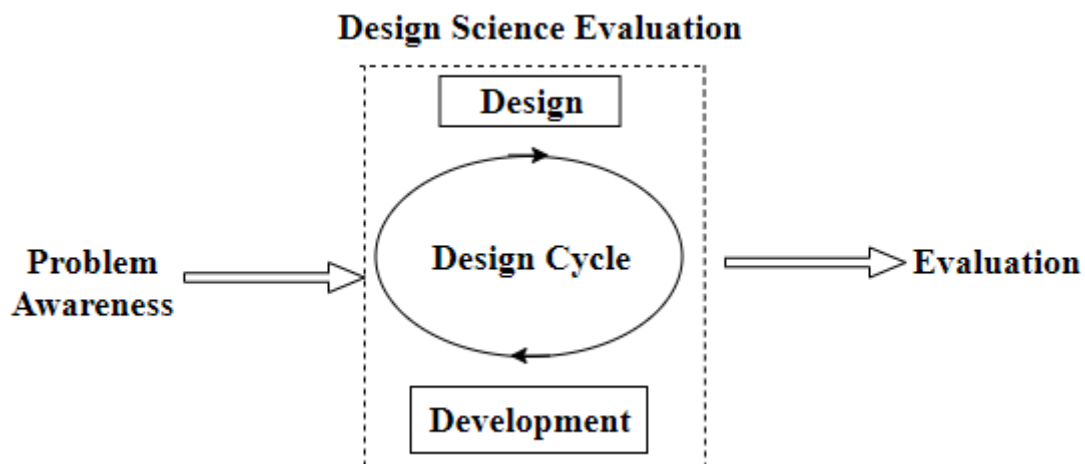 Design Science Evaluation
Design
Problem
Awareness
Design Cycle
Evaluation
Development